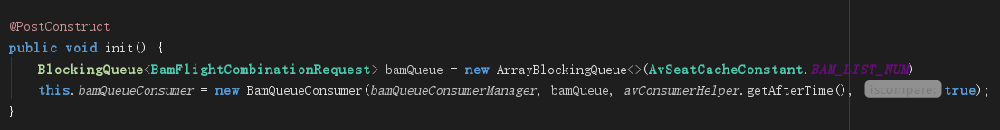 @PostConstruct
public void init() {
BlockingQueue<BamFlightCombinationRequest> bamQueue = new ArrayBlockingQueue<>(AvSeatCacheConstant.BAM_LIST_NUM);
this.bamQueueConsumer = new BamQueueConsumer(bamQueueConsumerManager, bamQueue, avConsumerHelper.getAfterTime(), iscompare: true);
}